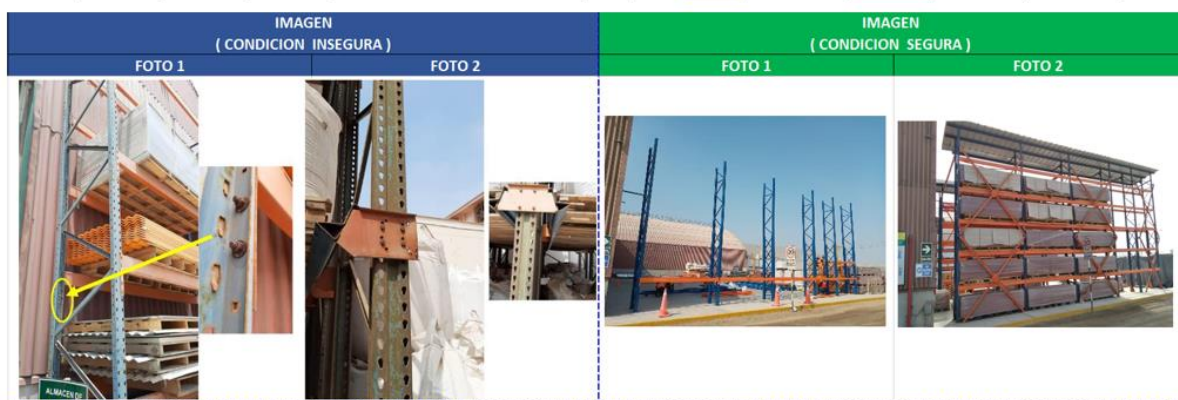 IMAGEN
( CONDICION INSEGURA )
IMAGEN
( CONDICION SEGURA )
FOTO 1
FOTO 2
FOTO 1
FOTO 2
ALMACEN DE